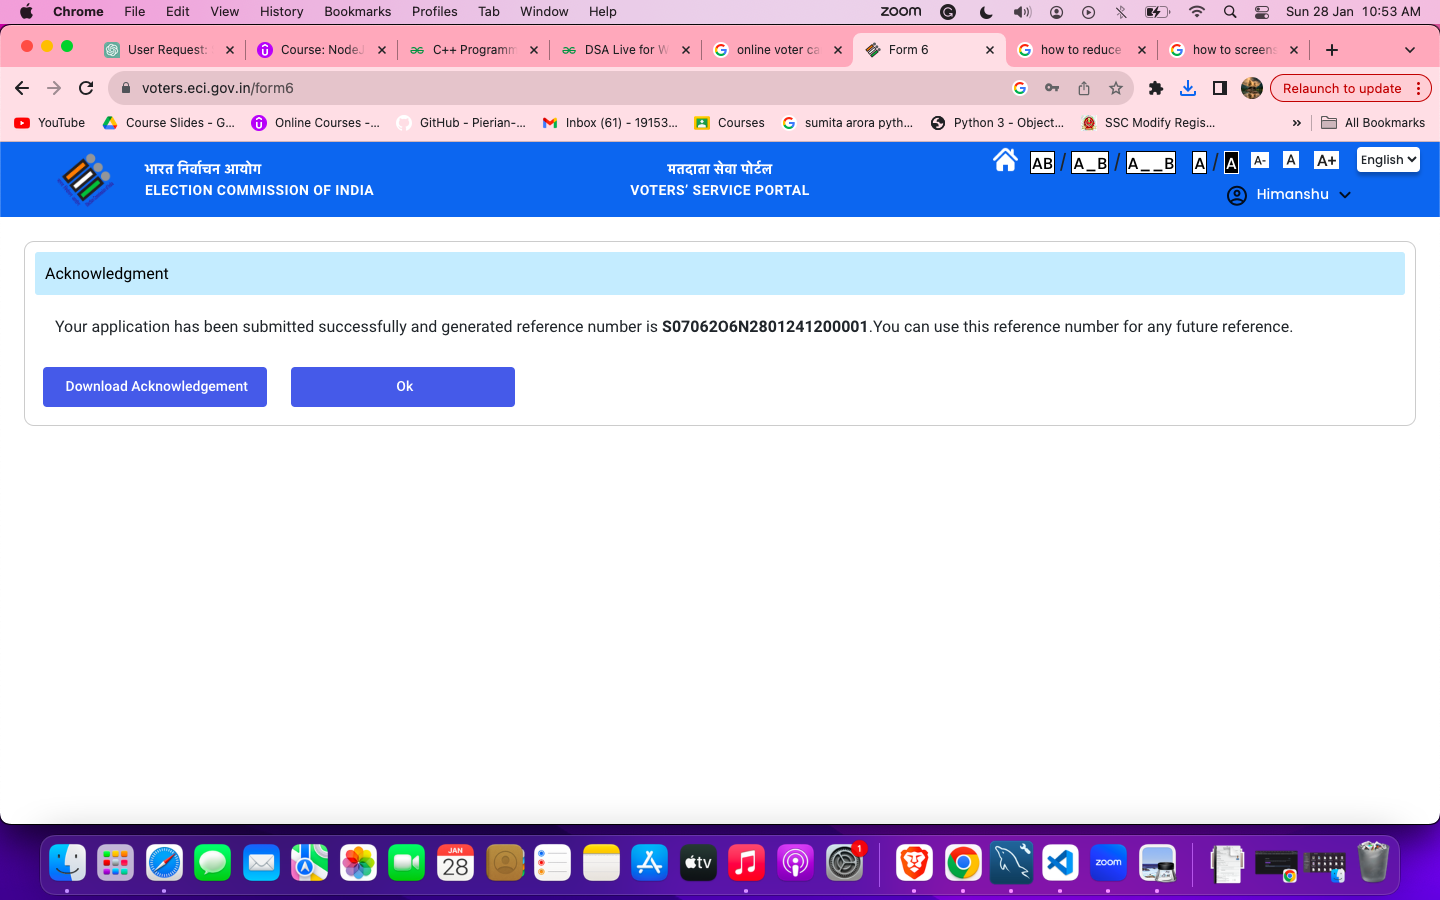 Chrome File Edit View History Bookmarks Profiles Tab Window Help zoom Sun 28 Jan 10:53 AM
User Request: Course: NodeJ C++ Programm DSA Live for W online voter ca Form 6 how to reduce how to screens
voters.eci.gov.in/form6 Relaunch to update
YouTube Course Slides - G... Online Courses -... GitHub - Pierian-... Inbox (61) - 19153... Courses sumita arora pyth... Python 3 - Object... SSC Modify Regis... » All Bookmarks
भारत निर्वाचन आयोग
ELECTION COMMISSION OF INDIA
मतदाता सेवा पोर्टल
VOTERS' SERVICE PORTAL
AB / A_B / A__B A / A A- A A+ English
Himanshu
Acknowledgment
Your application has been submitted successfully and generated reference number is S07062O6N2801241200001.You can use this reference number for any future reference.
Download Acknowledgement Ok
JAN
28
tv
1
zoom